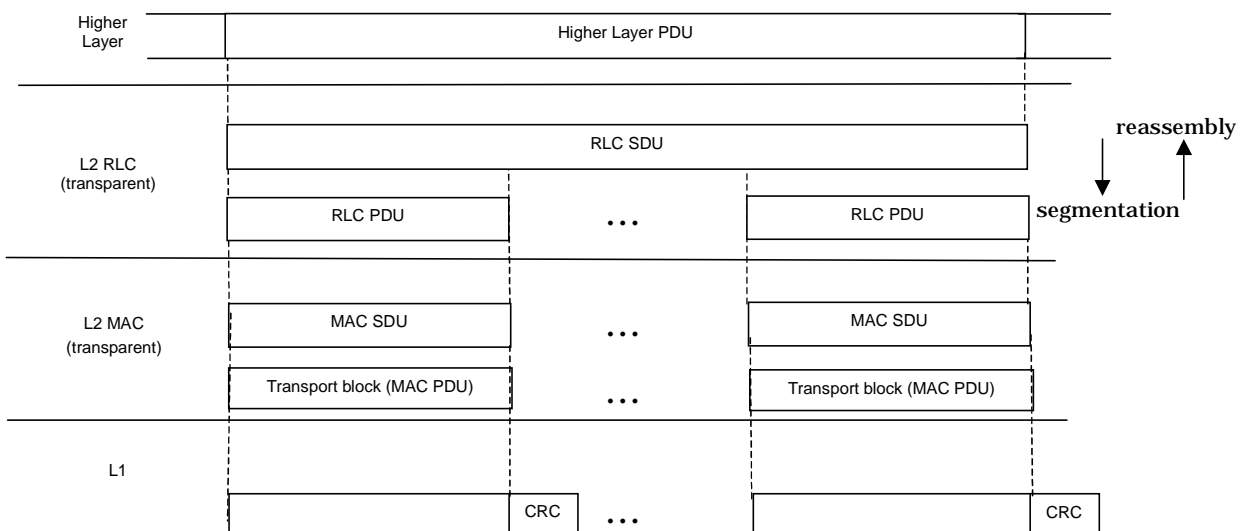 Higher
Layer
Higher Layer PDU
RLC SDU
reassembly
L2 RLC
(transparent)
RLC PDU
...
RLC PDU
segmentation
L2 MAC
(transparent)
MAC SDU
...
MAC SDU
Transport block (MAC PDU)
...
Transport block (MAC PDU)
L1
CRC
...
CRC